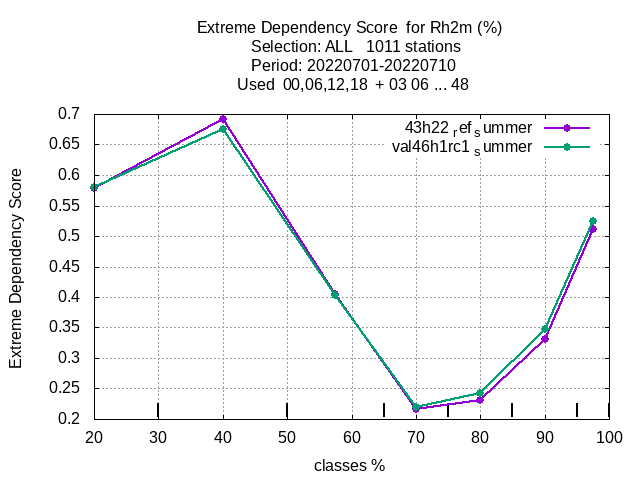 Extreme Dependency Score for Rh2m (%)
Selection: ALL 1011 stations
Period: 20220701-20220710
Used 00,06,12,18 + 03 06 ... 48
0.7
0.65
0.6
0.55
0.5
0.45
0.4
0.35
0.3
0.25
0.2
Extreme Dependency Score
43h22 ref summer
val46h1rc1 summer
20 30 40 50 60 70 80 90 100
classes %